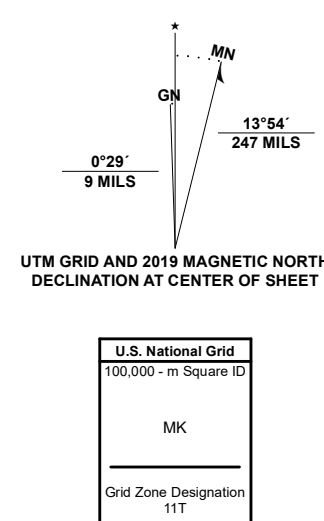 ★
MN
GN
13°54´
247 MILS
0°29´
9 MILS
UTM GRID AND 2019 MAGNETIC NORTH
DECLINATION AT CENTER OF SHEET
U.S. National Grid
100,000 - m Square ID
MK
Grid Zone Designation
11T